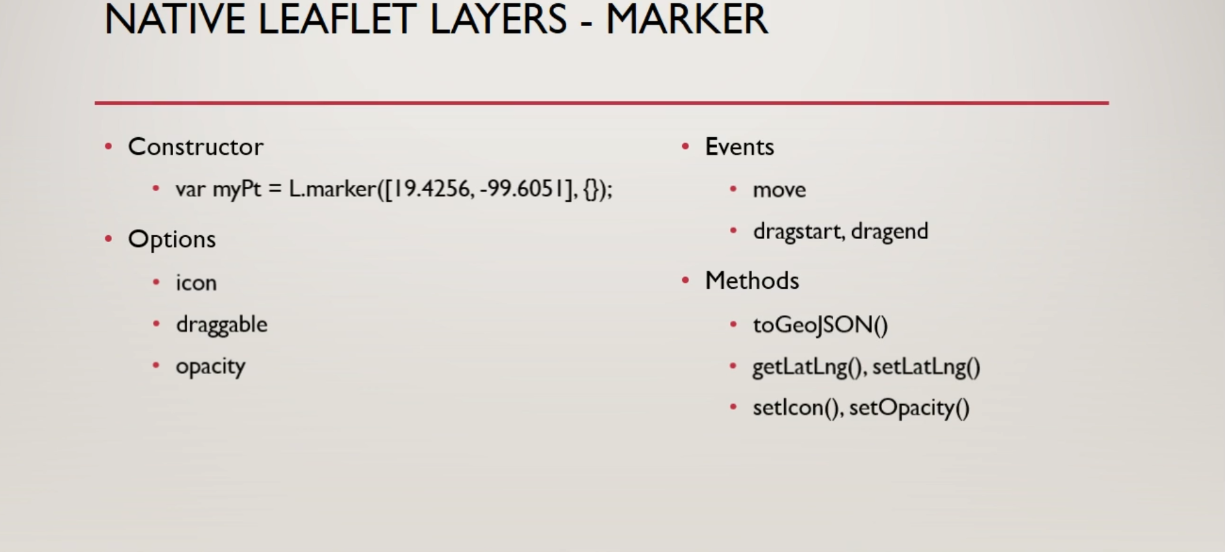 NATIVE LEAFLET LAYERS - MARKER
• Constructor
• var myPt = L.marker([19.4256, -99.6051], {});
• Options
• icon
• draggable
• opacity
• Events
• move
• dragstart, dragend
• Methods
• toGeoJSON()
• getLatLng(), setLatLng()
• setIcon(), setOpacity()